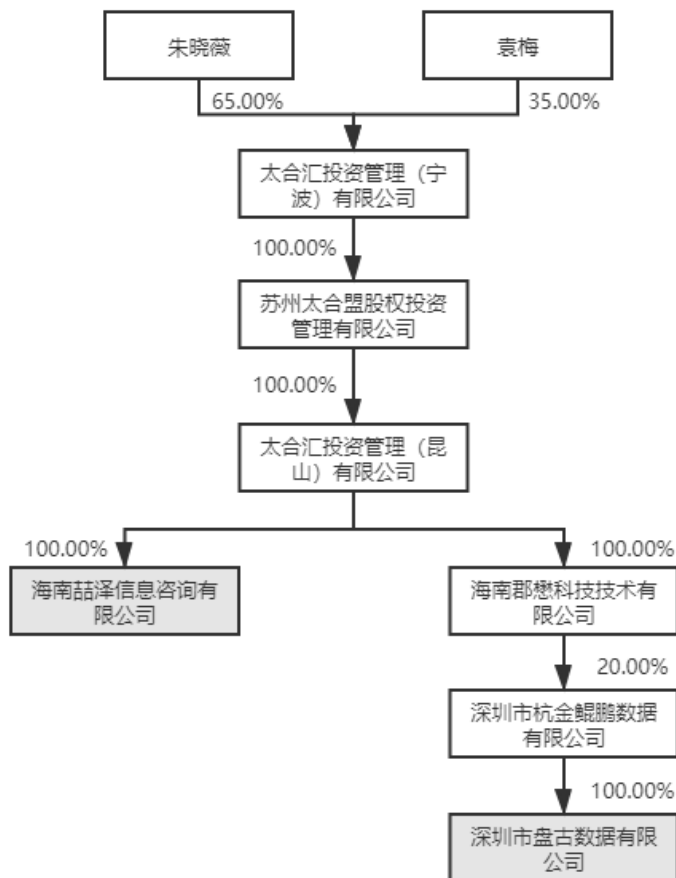 朱晓薇
袁梅
65.00%
35.00%
太合汇投资管理（宁
波）有限公司
100.00%
苏州太合盟股权投资
管理有限公司
100.00%
太合汇投资管理（昆
山）有限公司
100.00%
100.00%
海南喆泽信息咨询有
限公司
海南郡懋科技技术有
限公司
20.00%
深圳市杭金鲲鹏数据
有限公司
100.00%
深圳市盘古数据有限
公司